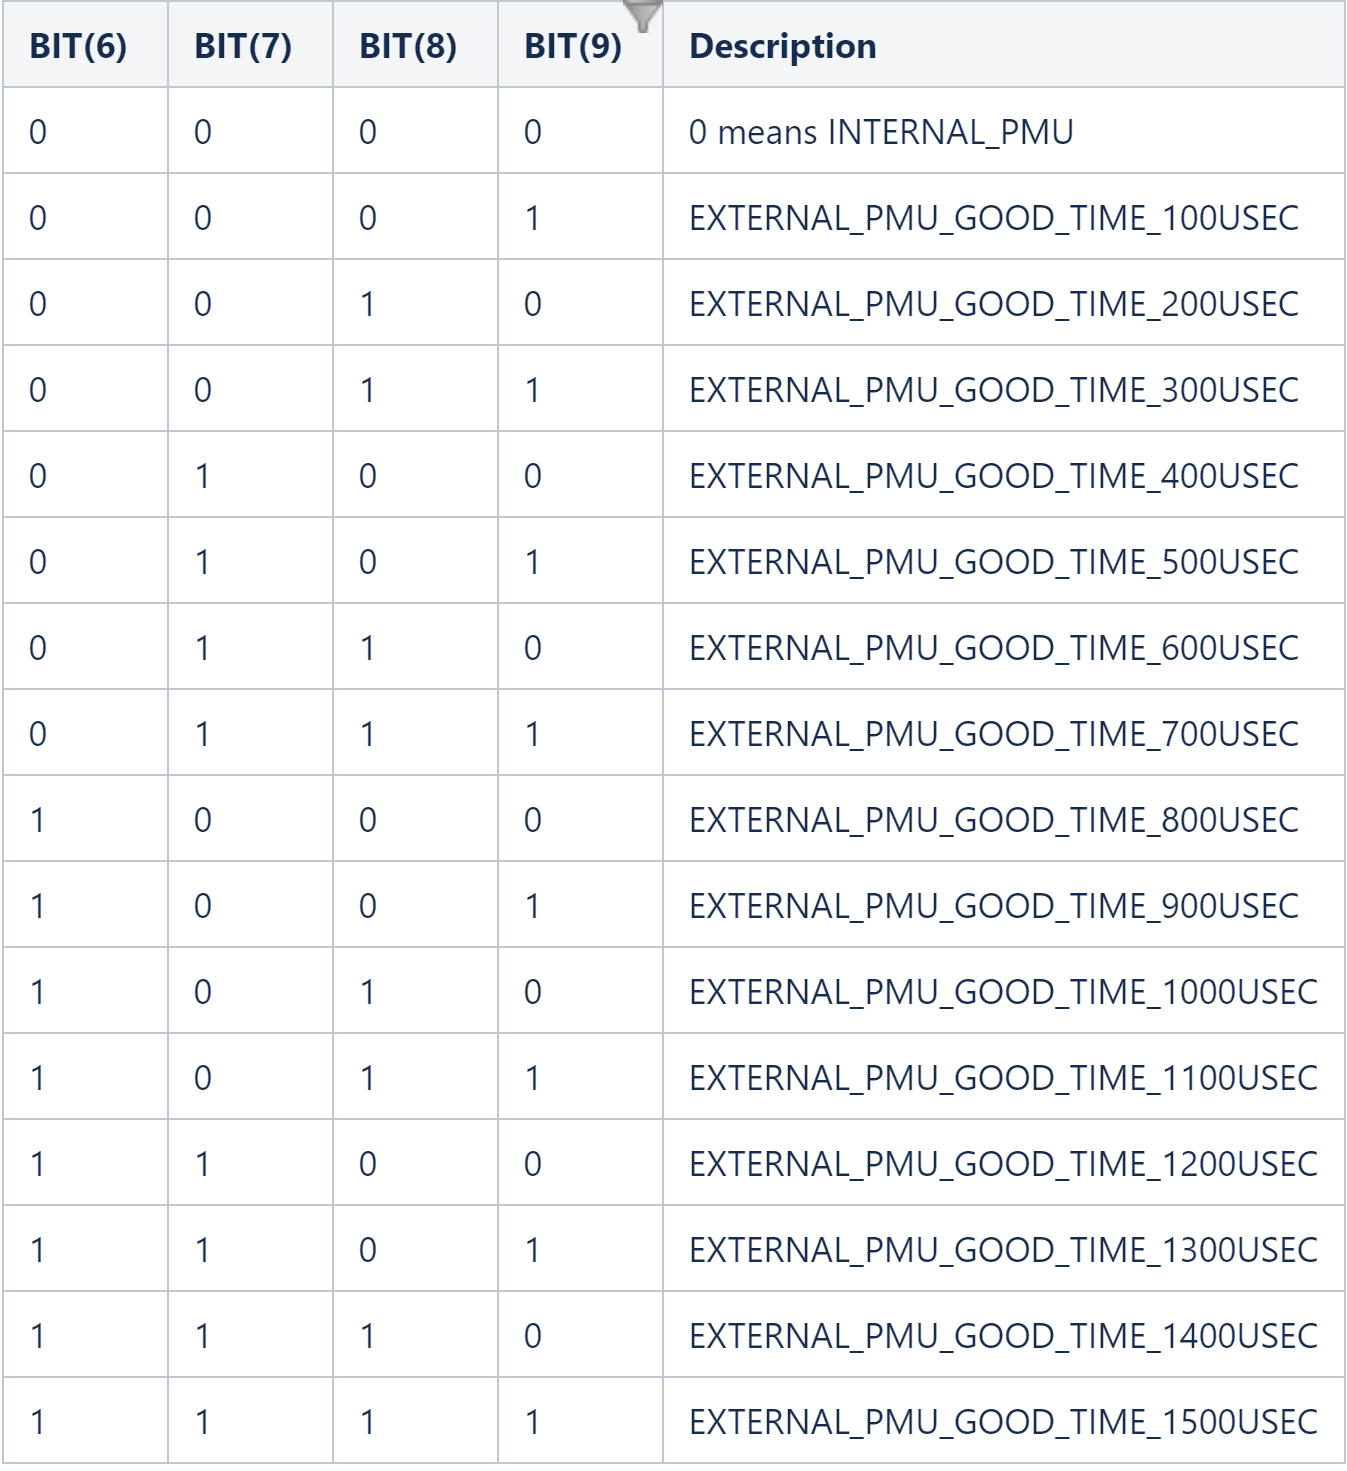 BIT(6) BIT(7) BIT(8) BIT(9) Description
0 0 0 0 0 means INTERNAL_PMU
0 0 0 1 EXTERNAL_PMU_GOOD_TIME_100USEC
0 0 1 0 EXTERNAL_PMU_GOOD_TIME_200USEC
0 0 1 1 EXTERNAL_PMU_GOOD_TIME_300USEC
0 1 0 0 EXTERNAL_PMU_GOOD_TIME_400USEC
0 1 0 1 EXTERNAL_PMU_GOOD_TIME_500USEC
0 1 1 0 EXTERNAL_PMU_GOOD_TIME_600USEC
0 1 1 1 EXTERNAL_PMU_GOOD_TIME_700USEC
1 0 0 0 EXTERNAL_PMU_GOOD_TIME_800USEC
1 0 0 1 EXTERNAL_PMU_GOOD_TIME_900USEC
1 0 1 0 EXTERNAL_PMU_GOOD_TIME_1000USEC
1 0 1 1 EXTERNAL_PMU_GOOD_TIME_1100USEC
1 1 0 0 EXTERNAL_PMU_GOOD_TIME_1200USEC
1 1 0 1 EXTERNAL_PMU_GOOD_TIME_1300USEC
1 1 1 0 EXTERNAL_PMU_GOOD_TIME_1400USEC
1 1 1 1 EXTERNAL_PMU_GOOD_TIME_1500USEC